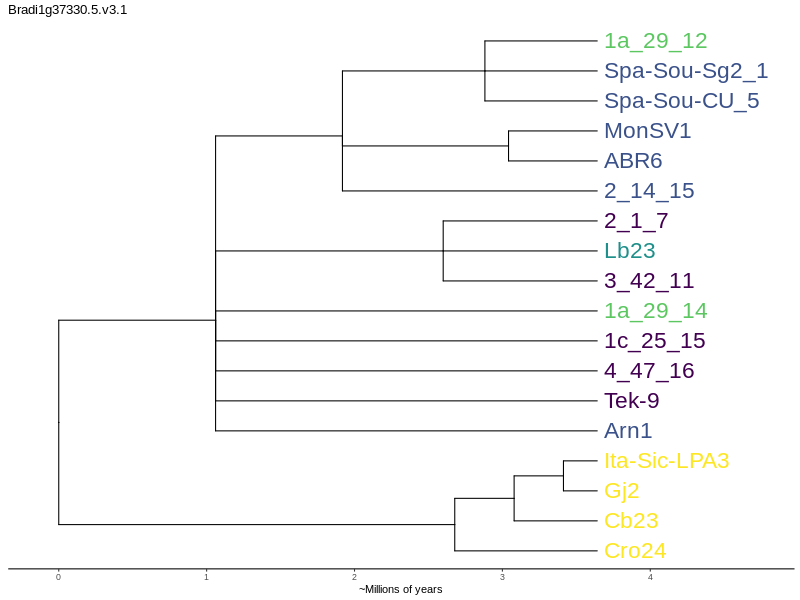 Bradi1g37330.5.v3.1
1a_29_12
Spa-Sou-Sg2_1
Spa-Sou-CU_5
MonSV1
ABR6
2_14_15
2_1_7
Lb23
3_42_11
1a_29_14
1c_25_15
4_47_16
Tek-9
Arn1
Ita-Sic-LPA3
Gj2
Cb23
Cro24
0 1 2 3 4
~Millions of years